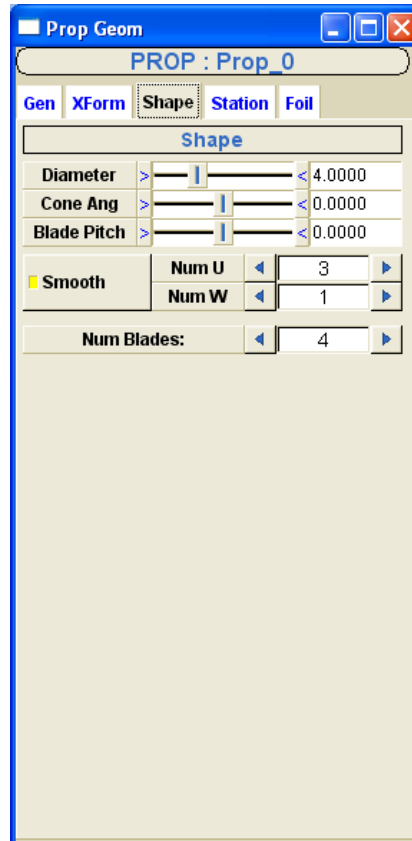 Prop Geom
PROP : Prop_0
Gen XForm Shape Station Foil
Shape
Diameter > < 4.0000
Cone Ang > < 0.0000
Blade Pitch > < 0.0000
Smooth Num U 3
Num W 1
Num Blades: 4